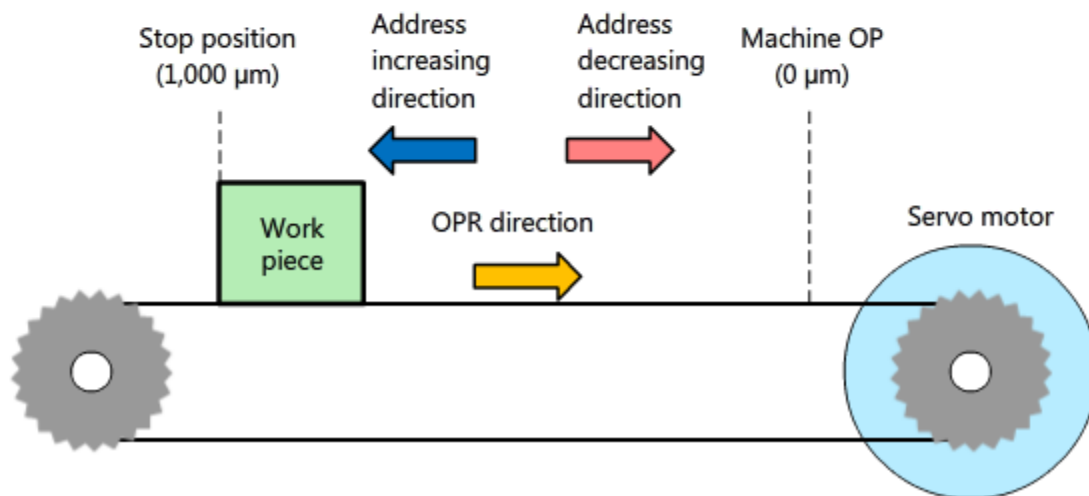 Stop position
(1,000 µm)
Address
increasing
direction
Address
decreasing
direction
Machine OP
(0 µm)
Work
piece
OPR direction
Servo motor